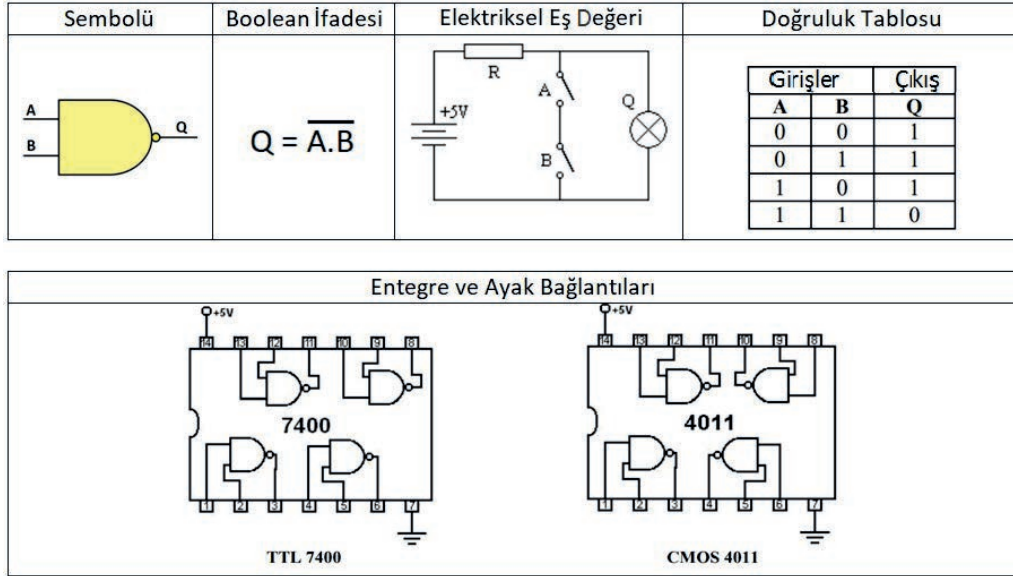 Sembolü Boolean İfadesi Elektriksel Eş Değeri Doğruluk Tablosu
A
B
Q
Q = A.B
R
A
B
Q
+5V
Girişler Çıkış
A B Q
0 0 1
0 1 1
1 0 1
1 1 0
Entegre ve Ayak Bağlantıları
+5V
14 13 12 11 10 9 8
7400
1 2 3 4 5 6 7
TTL 7400
+5V
14 13 12 11 10 9 8
4011
1 2 3 4 5 6 7
CMOS 4011